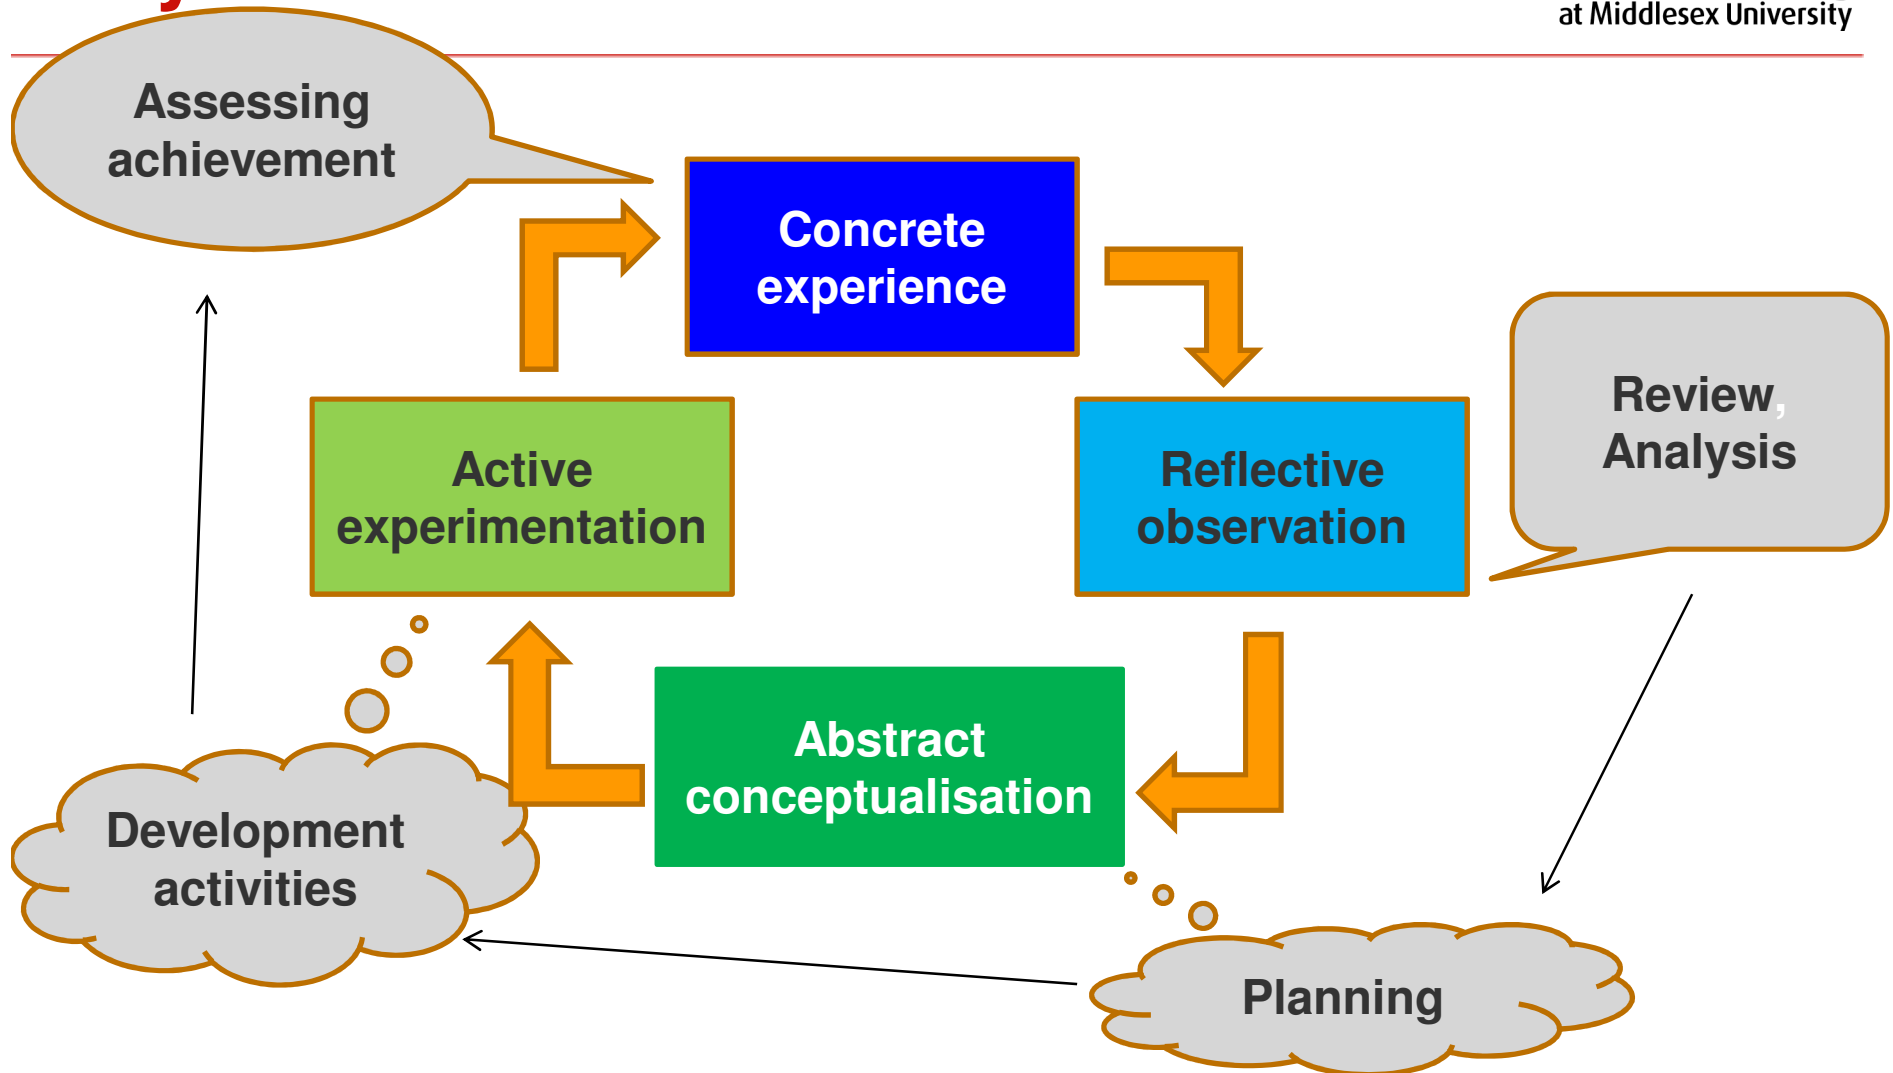 at Middlesex University
Assessing
achievement
Concrete
experience
Review,
Analysis
Active
experimentation
Reflective
observation
Abstract
conceptualisation
Development
activities
Planning